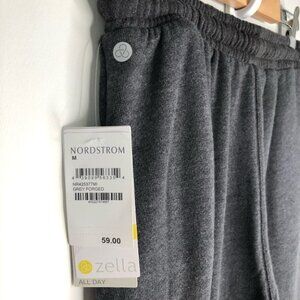 NORDSTROM
M
GREY FORGED
59.00
zella
ALL DAY